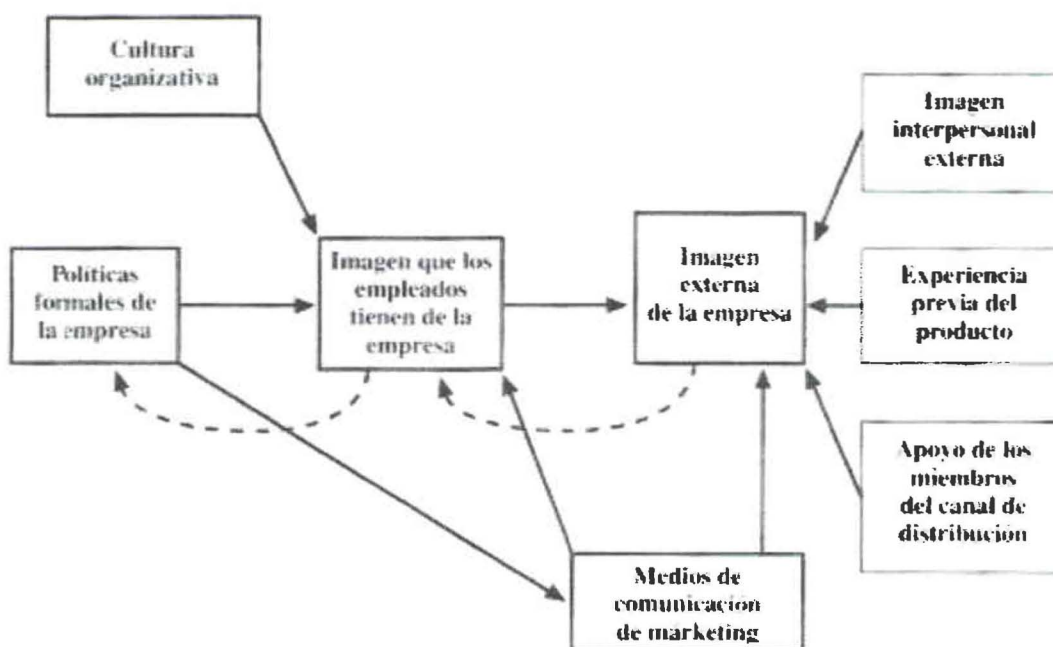 Cultura
organizativa
Imagen
interpersonal
externa
Políticas
formales de
la empresa
Imagen que los
empleados
tienen de la
empresa
Imagen
externa
de la empresa
Experiencia
previa del
producto
Apoyo de los
miembros
del canal de
distribución
Medios de
comunicación
de márketing